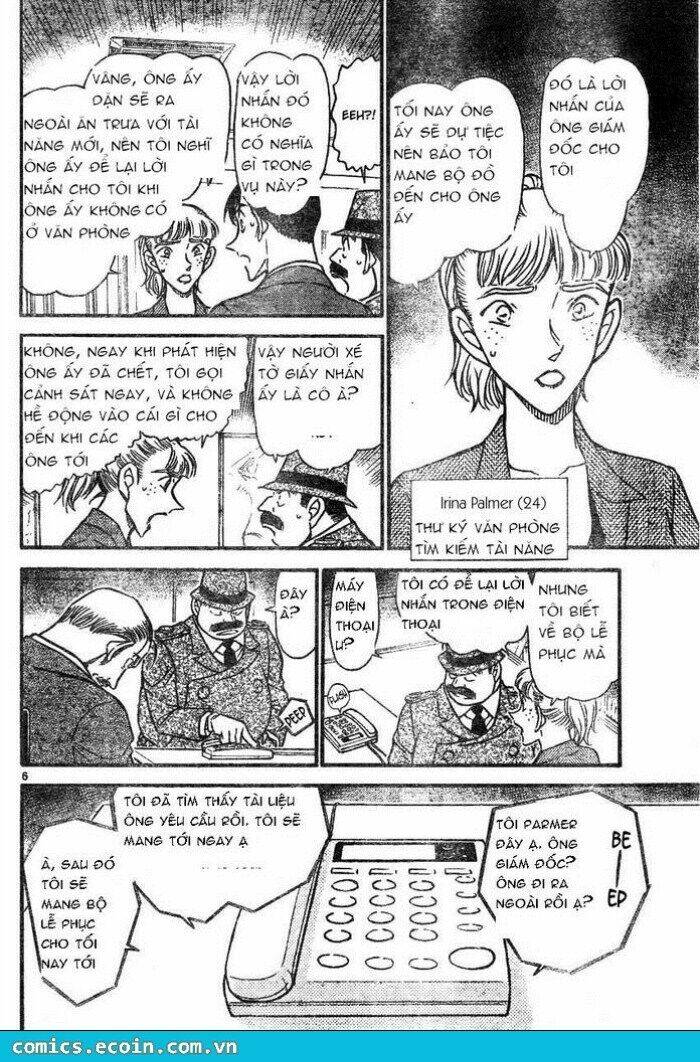 ĐÓ LÀ LỜI
NHẮN CỦA
ÔNG GIÁM
ĐỐC CHO
TÔI
TỐI NAY ÔNG
ẤY SẼ DỰ TIỆC
NÊN BẢO TÔI
MANG BỘ ĐỒ
ĐẾN CHO ÔNG
ẤY
Irina Palmer (24)
THƯ KÝ VĂN PHÒNG
TÌM KIẾM TÀI NĂNG
EEH?!
VẬY LỜI
NHẮN ĐÓ
KHÔNG
CÓ NGHĨA
GÌ TRONG
VỤ NÀY?
VÂNG, ÔNG ẤY
DẶN SẼ RA
NGOÀI ĂN TRƯA VỚI TÀI
NĂNG MỚI, NÊN TÔI NGHĨ
ÔNG ẤY ĐỂ LẠI LỜI
NHẮN CHO TÔI KHI
ÔNG ẤY KHÔNG CÓ
Ở VĂN PHÒNG
VẬY NGƯỜI XÉ
TỜ GIẤY NHẮN
ẤY LÀ CÔ À?
KHÔNG, NGAY KHI PHÁT HIỆN
ÔNG ẤY ĐÃ CHẾT, TÔI GỌI
CẢNH SÁT NGAY, VÀ KHÔNG
HỀ ĐỘNG VÀO CÁI GÌ CHO
ĐẾN KHI CÁC
ÔNG TỚI
NHƯNG
TÔI BIẾT
VỀ BỘ LỄ
PHỤC MÀ
TÔI CÓ ĐỂ LẠI LỜI
NHẮN TRONG ĐIỆN
THOẠI
MÁY
ĐIỆN
THOẠI
Ư?
FLASH
ĐÂY
À?
PEEP
6
BE
EP
TÔI PARMER
ĐÂY Ạ. ÔNG
GIÁM ĐỐC?
ÔNG ĐI RA
NGOÀI RỒI Ạ?
TÔI ĐÃ TÌM THẤY TÀI LIỆU
ÔNG YÊU CẦU RỒI. TÔI SẼ
MANG TỚI NGAY Ạ
À, SAU ĐÓ
TÔI SẼ
MANG BỘ
LỄ PHỤC
CHO TỐI
NAY TỚI
comics.ecoin.com.vn